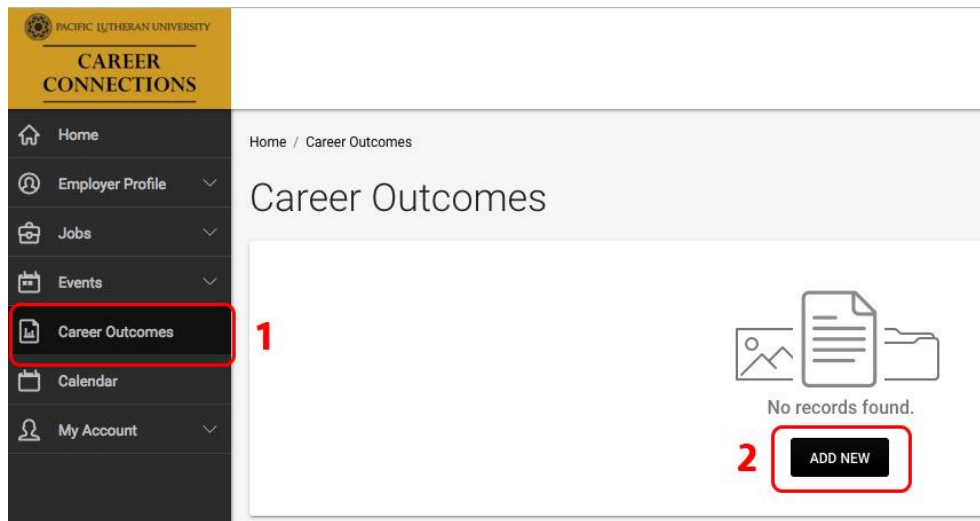 PACIFIC LUTHERAN UNIVERSITY
CAREER
CONNECTIONS
Home
Employer Profile
Jobs
Events
Career Outcomes
Calendar
My Account
Home / Career Outcomes
Career Outcomes
1
No records found.
2
ADD NEW